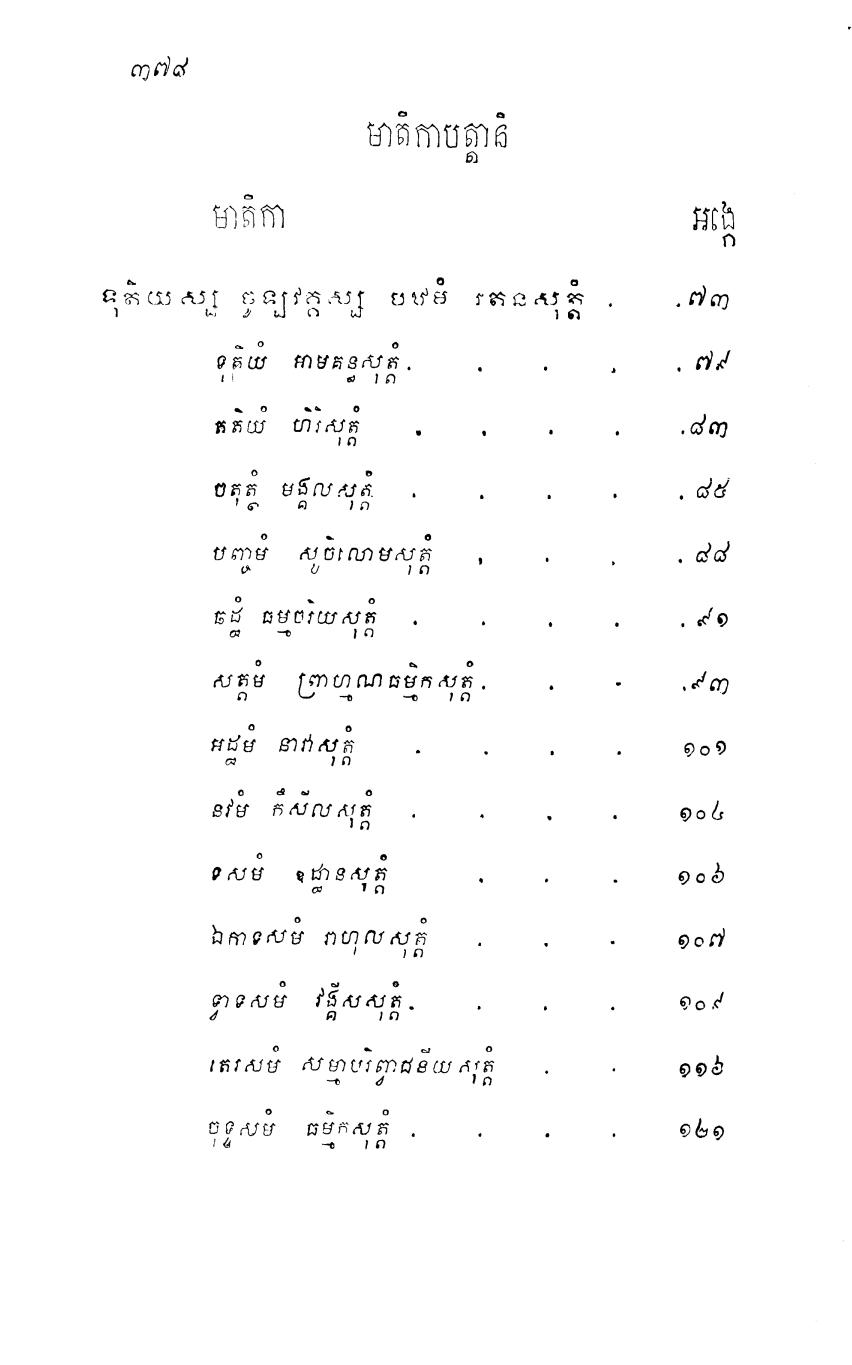 ៣៧៩
មាតិកាបត្តានិ
មាតិកា អង្កេ
ទុតិយស្ស ចូឡវគ្គស្ស បឋមំ រតនសុត្តំ . . ៧៣
ទុតិយំ អាមគន្ធសុត្តំ . . . . . ៧៩
តតិយំ ហិរិសុត្តំ . . . . . ៨៣
ចតុត្ថំ មង្គលសុត្តំ . . . . . ៨៥
បញ្ចមំ សូចិលោមសុត្តំ . . . . ៨៨
ឆដ្ឋំ ធម្មចរិយសុត្តំ . . . . . ៩១
សត្តមំ ព្រាហ្មណធម្មិកសុត្តំ . . . . ៩៣
អដ្ឋមំ នាវាសុត្តំ . . . . ១០១
នវមំ កឹសីលសុត្តំ . . . . ១០៤
ទសមំ ឧដ្ឋានសុត្តំ . . . ១០៦
ឯកាទសមំ រាហុលសុត្តំ . . . ១០៧
ទ្វាទសមំ វង្គីសសុត្តំ . . . . ១០៩
តេរសមំ សម្មាបរិព្វាជនីយសុត្តំ . . ១១៦
ចុទ្ទសមំ ធម្មិកសុត្តំ . . . . ១២១